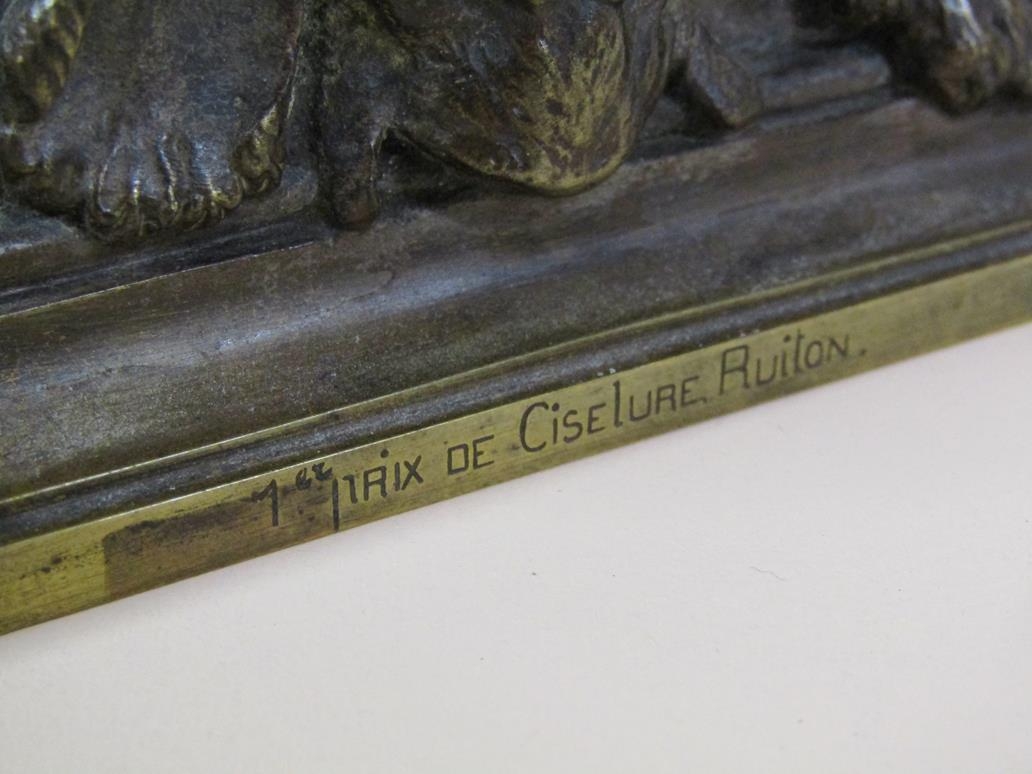 1er PRIX DE CISElURE, RUiTON.